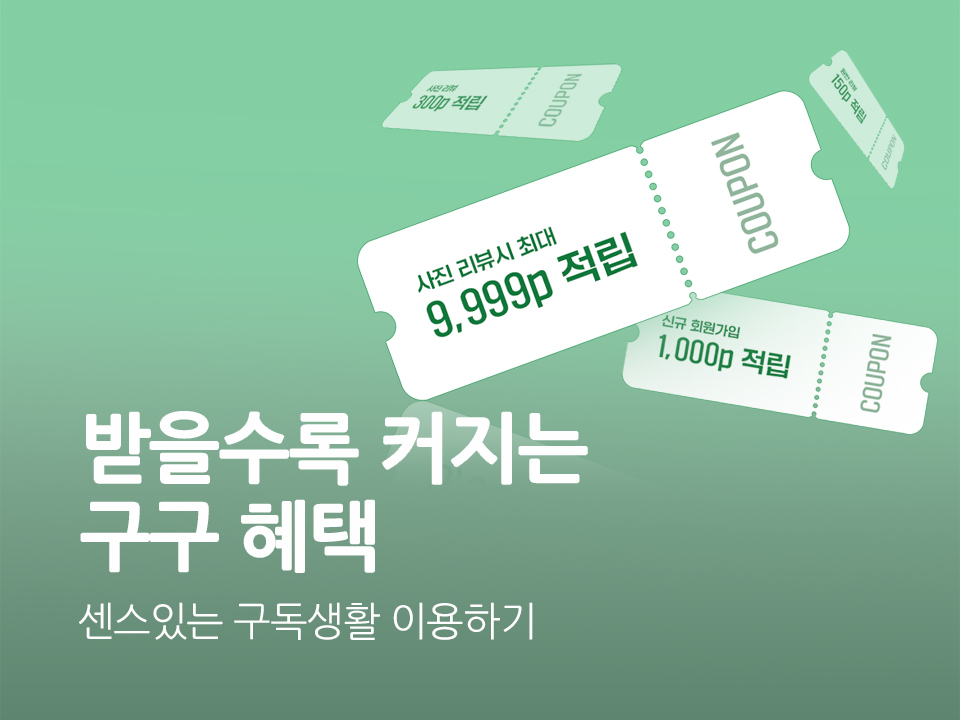 사진 리뷰
300p 적립
COUPON
150p 적립
COUPON
사진 리뷰시 최대
9,999p 적립
COUPON
신규 회원가입
1,000p 적립
COUPON
받을수록 커지는
구구 혜택
센스있는 구독생활 이용하기